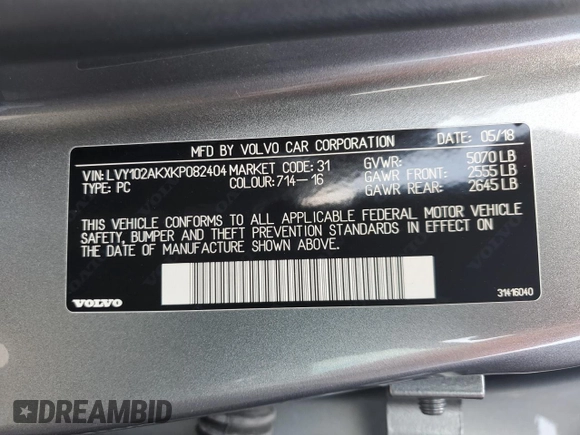 MFD BY VOLVO CAR CORPORATION DATE: 05/18
VIN: LVY102AKXKP082404 MARKET CODE: 31 GVWR: 5070 LB
TYPE: PC COLOUR: 714-16 GAWR FRONT: 2555 LB
GAWR REAR: 2645 LB
THIS VEHICLE CONFORMS TO ALL APPLICABLE FEDERAL MOTOR VEHICLE
SAFETY, BUMPER AND THEFT PREVENTION STANDARDS IN EFFECT ON
THE DATE OF MANUFACTURE SHOWN ABOVE.
VOLVO 31416040
DREAMBID